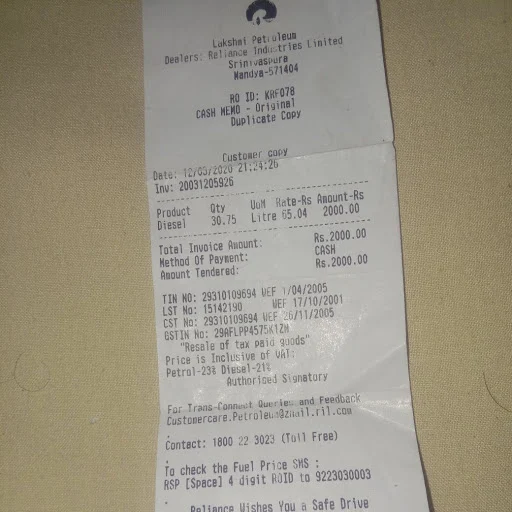 Lakshmi Petroleum
Dealers: Reliance Industries Limited
Srinivaspura
Mandya-571404
RO ID: KRF078
CASH MEMO - Original
Duplicate Copy
Customer copy
Date: 12/03/2020 21:24:26
Inv: 20031205926
Product Qty UoM Rate-Rs Amount-Rs
Diesel 30.75 Litre 65.04 2000.00
Total Invoice Amount: Rs.2000.00
Method Of Payment: CASH
Amount Tendered: Rs.2000.00
TIN NO: 29310109694 WEF 1/04/2005
LST No: 15142190 WEF 17/10/2001
CST No: 29310109694 WEF 26/11/2005
GSTIN No: 29AFLPP4575K1ZH
"Resale of tax paid goods"
Price is Inclusive of VAT:
Petrol-23% Diesel-21%
Authorised Signatory
For Trans-Connect Queries and Feedback
Customercare.Petroleum@zmail.ril.com
.
Contact: 1800 22 3023 (Toll Free)
.
To check the Fuel Price SMS :
RSP [Space] 4 digit ROID to 9223030003
.
Reliance Wishes You a Safe Drive